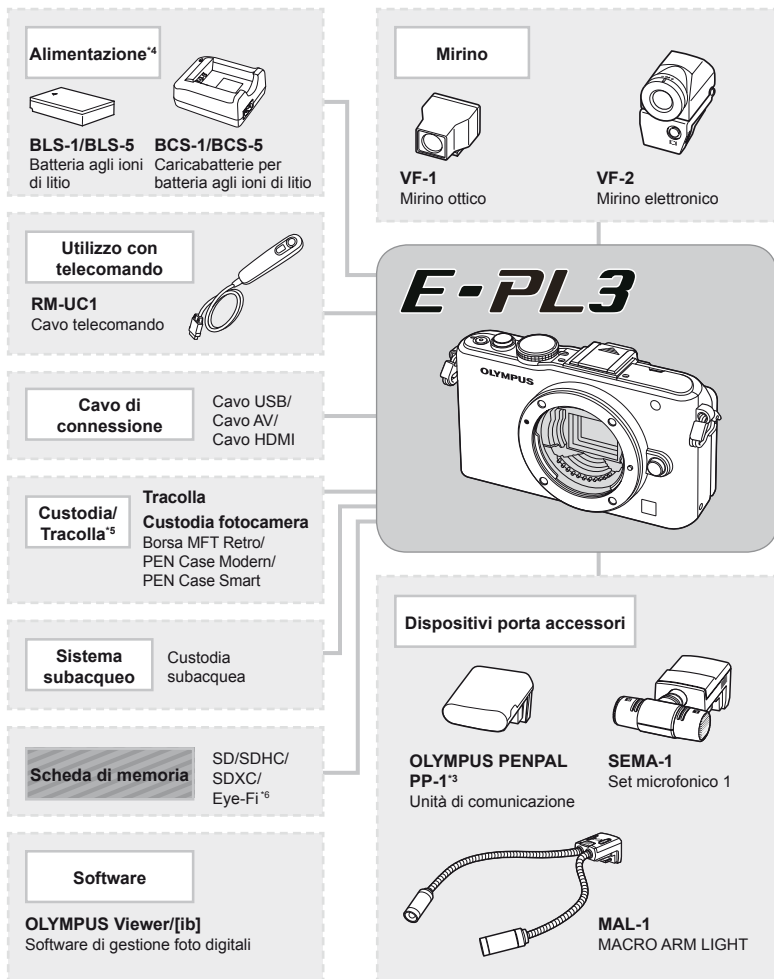 Alimentazione*4
BLS-1/BLS-5
Batteria agli ioni
di litio
BCS-1/BCS-5
Caricabatterie per
batteria agli ioni di litio
Utilizzo con
telecomando
RM-UC1
Cavo telecomando
Cavo di
connessione
Cavo USB/
Cavo AV/
Cavo HDMI
Custodia/
Tracolla*5
Tracolla
Custodia fotocamera
Borsa MFT Retro/
PEN Case Modern/
PEN Case Smart
Sistema
subacqueo
Custodia
subacquea
Scheda di memoria
SD/SDHC/
SDXC/
Eye-Fi*6
Software
OLYMPUS Viewer/[ib]
Software di gestione foto digitali
Mirino
VF-1
Mirino ottico
VF-2
Mirino elettronico
E-PL3
OLYMPUS
Dispositivi porta accessori
OLYMPUS PENPAL
PP-1*3
Unità di comunicazione
SEMA-1
Set microfonico 1
MAL-1
MACRO ARM LIGHT